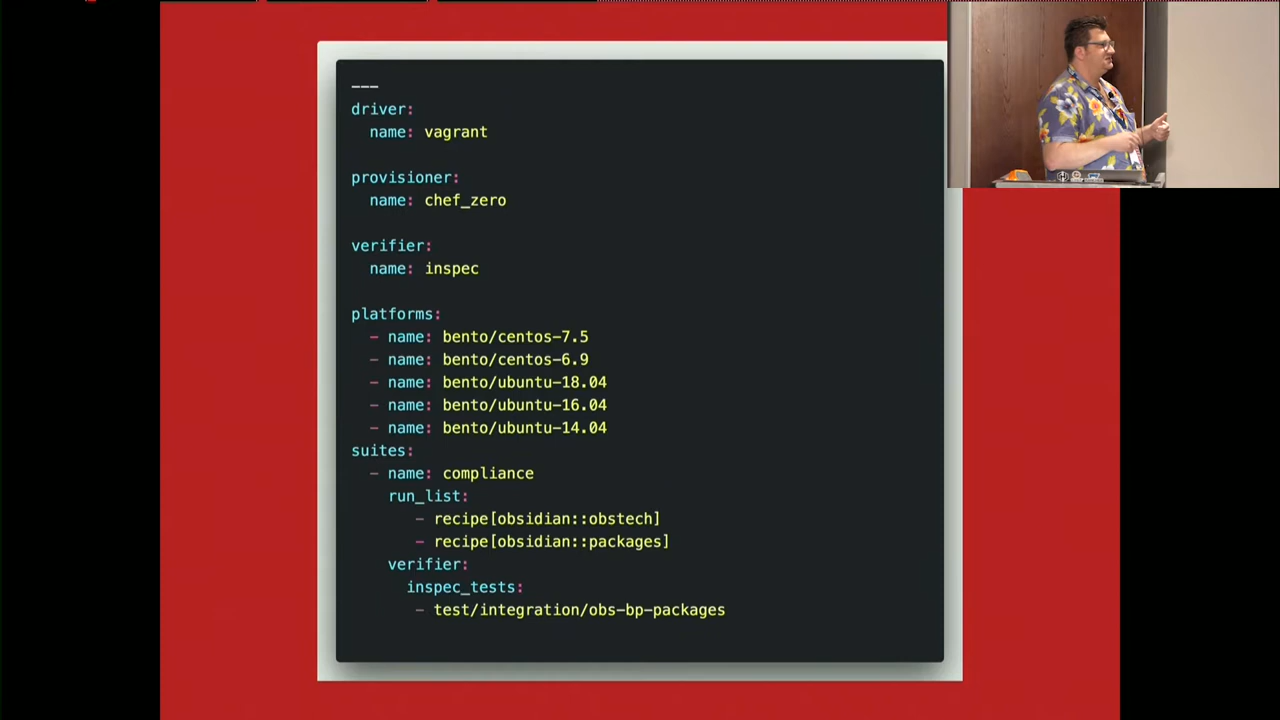 ---
driver:
  name: vagrant

provisioner:
  name: chef_zero

verifier:
  name: inspec

platforms:
  - name: bento/centos-7.5
  - name: bento/centos-6.9
  - name: bento/ubuntu-18.04
  - name: bento/ubuntu-16.04
  - name: bento/ubuntu-14.04
suites:
  - name: compliance
    run_list:
       - recipe[obsidian::obstech]
       - recipe[obsidian::packages]
    verifier:
      inspec_tests:
       - test/integration/obs-bp-packages